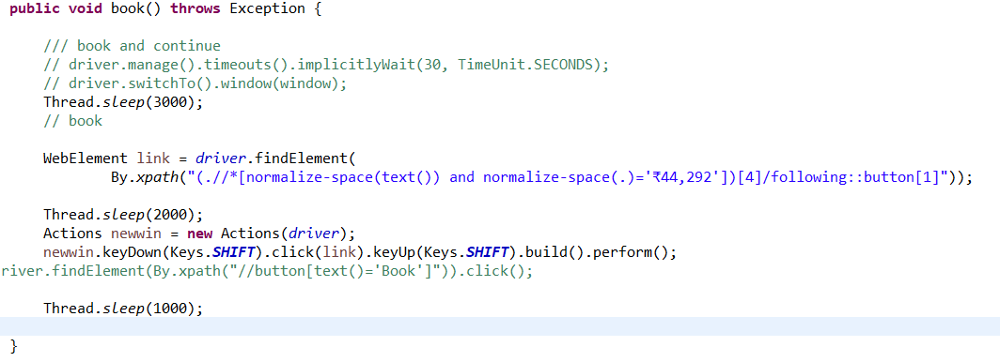 public void book() throws Exception {
/// book and continue
// driver.manage().timeouts().implicitlyWait(30, TimeUnit.SECONDS);
// driver.switchTo().window(window);
Thread.sleep(3000);
// book
WebElement link = driver.findElement(
By.xpath("(.//*[normalize-space(text()) and normalize-space(.)='₹44,292'])[4]/following::button[1]"));
Thread.sleep(2000);
Actions newwin = new Actions(driver);
newwin.keyDown(Keys.SHIFT).click(link).keyUp(Keys.SHIFT).build().perform();
river.findElement(By.xpath("//button[text()='Book']")).click();
Thread.sleep(1000);
}